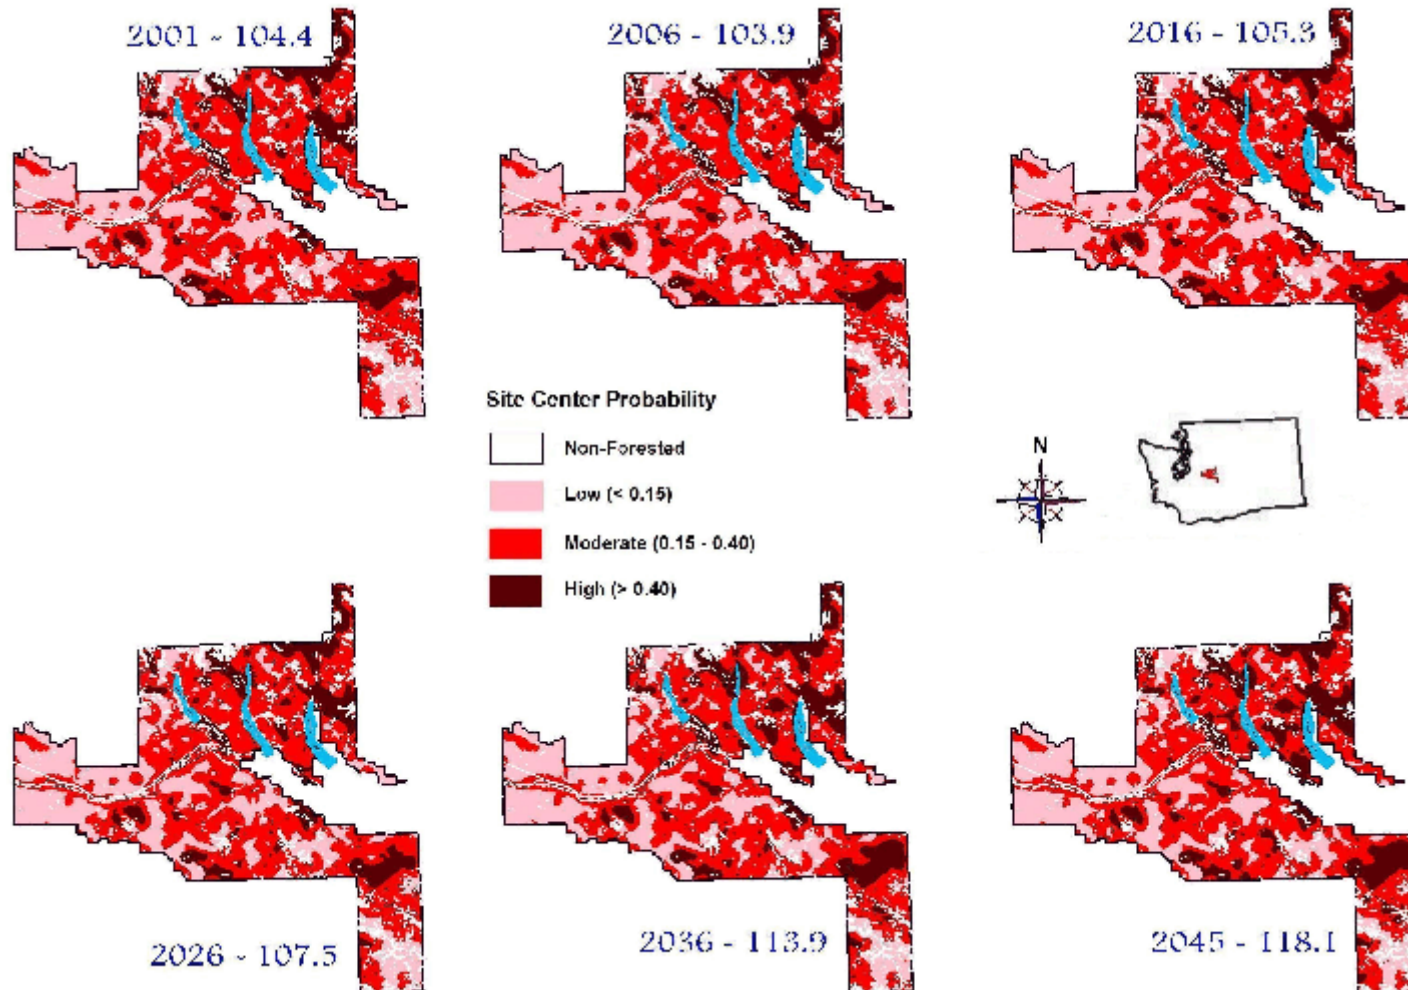 2001 - 104.4
2006 - 103.9
2016 - 105.3
Site Center Probability
Non-Forested
Low (< 0.15)
Moderate (0.15 - 0.40)
High (> 0.40)
N
2026 - 107.5
2036 - 113.9
2045 - 118.1